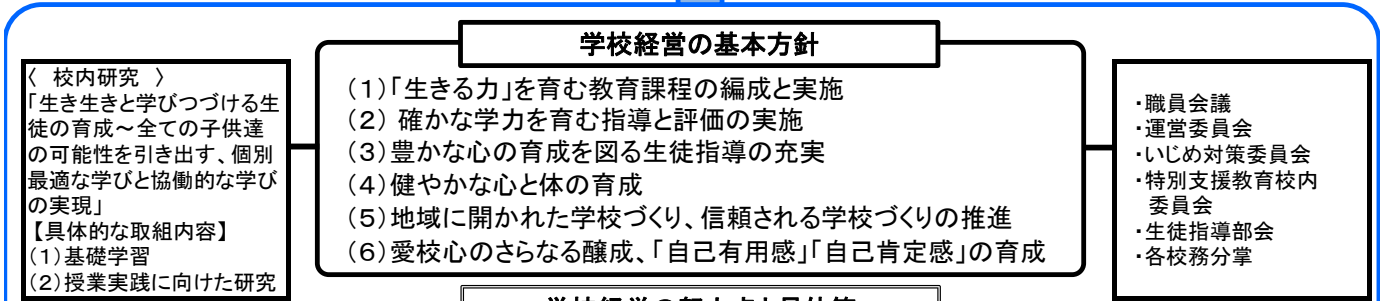 学校経営の基本方針
〈　校内研究　〉
「生き生きと学びつづける生
徒の育成～全ての子供達
の可能性を引き出す、個別
最適な学びと協働的な学び
の実現」
【具体的な取組内容】
（１）基礎学習
（２）授業実践に向けた研究
（１）「生きる力」を育む教育課程の編成と実施
（２） 確かな学力を育む指導と評価の実施
（３）豊かな心の育成を図る生徒指導の充実
（４）健やかな心と体の育成
（５）地域に開かれた学校づくり、信頼される学校づくりの推進
（６）愛校心のさらなる醸成、「自己有用感」「自己肯定感」の育成
・職員会議
・運営委員会
・いじめ対策委員会
・特別支援教育校内
委員会
・生徒指導部会
・各校務分掌